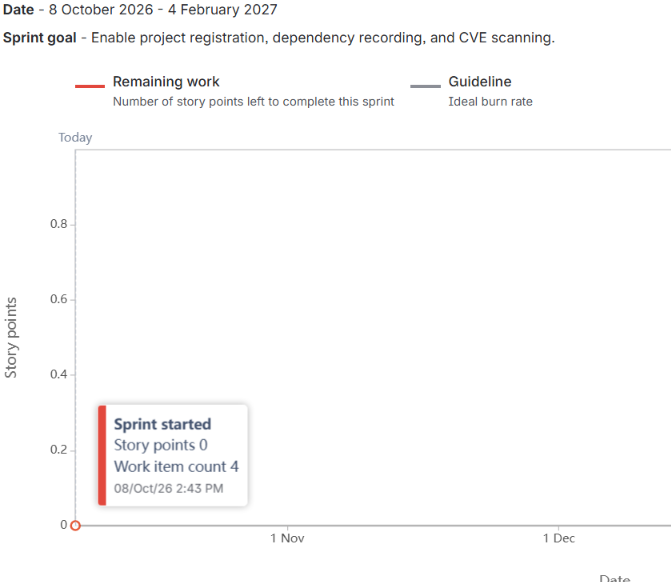 Date - 8 October 2026 - 4 February 2027
Sprint goal - Enable project registration, dependency recording, and CVE scanning.
Remaining work
Number of story points left to complete this sprint
Guideline
Ideal burn rate
Today
0.8
0.6
Story points
0.4
Sprint started
Story points 0
0.2
Work item count 4
08/Oct/26 2:43 PM
0
1 Nov
1 Dec
Date